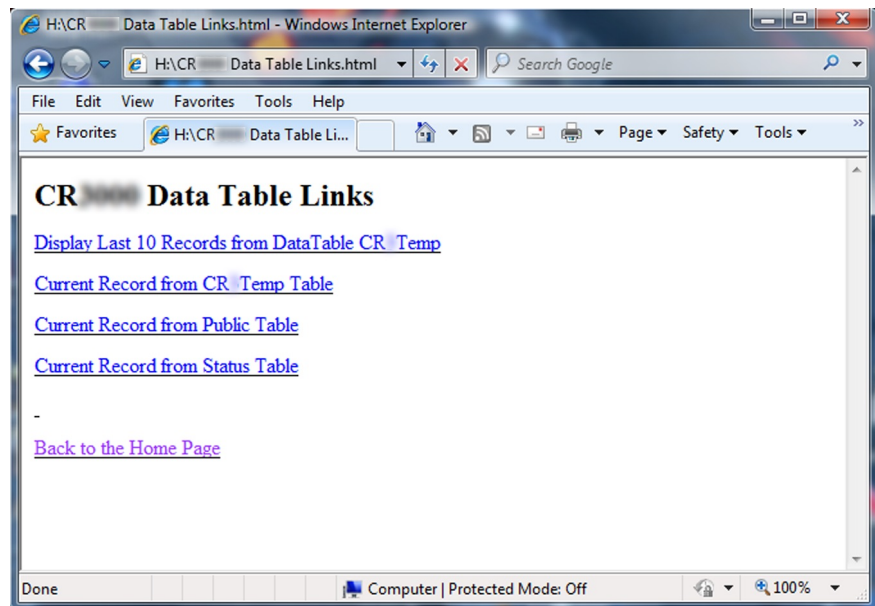 H:\CR Data Table Links.html - Windows Internet Explorer
H:\CR Data Table Links.html Search Google
File Edit View Favorites Tools Help
Favorites H:\CR Data Table Li... Page Safety Tools »
CR Data Table Links
Display Last 10 Records from DataTable CR Temp
Current Record from CR Temp Table
Current Record from Public Table
Current Record from Status Table
-
Back to the Home Page
Done Computer | Protected Mode: Off 100%